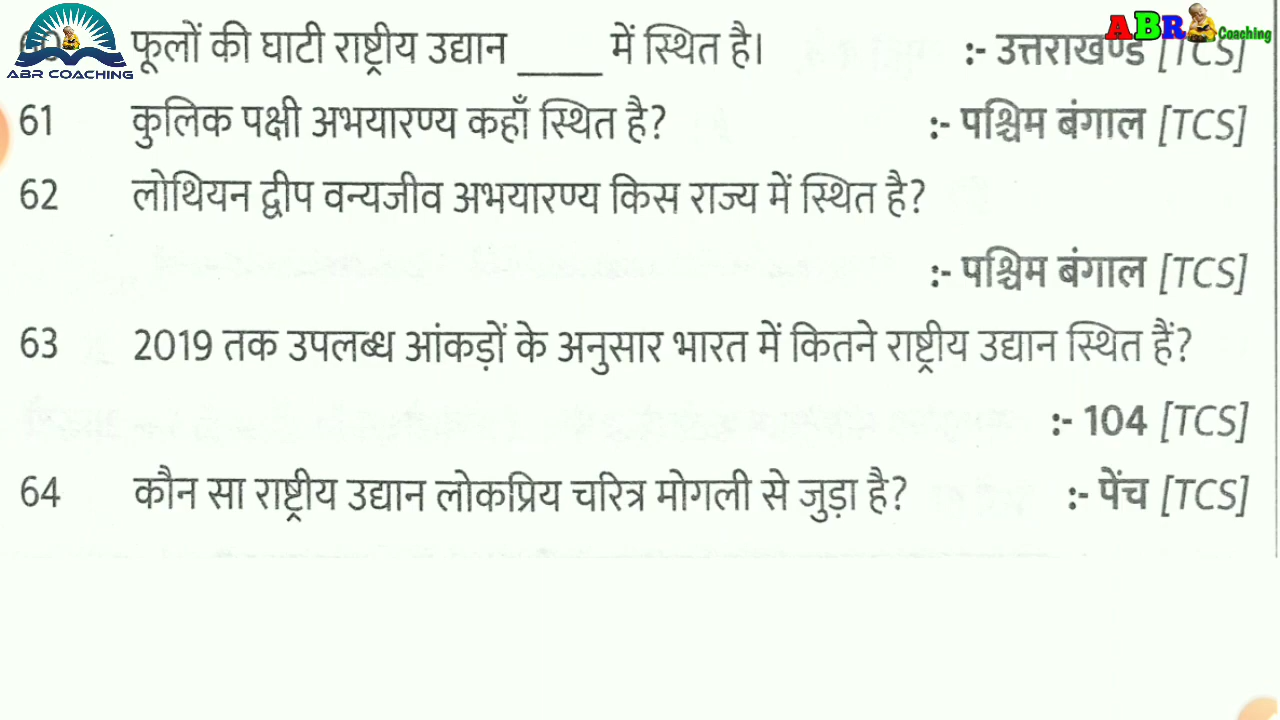 ABR COACHING
ABR Coaching
60 फूलों की घाटी राष्ट्रीय उद्यान ____ में स्थित है। :- उत्तराखण्ड [TCS]
61 कुलिक पक्षी अभयारण्य कहाँ स्थित है? :- पश्चिम बंगाल [TCS]
62 लोथियन द्वीप वन्यजीव अभयारण्य किस राज्य में स्थित है?
:- पश्चिम बंगाल [TCS]
63 2019 तक उपलब्ध आंकड़ों के अनुसार भारत में कितने राष्ट्रीय उद्यान स्थित हैं?
:- 104 [TCS]
64 कौन सा राष्ट्रीय उद्यान लोकप्रिय चरित्र मोगली से जुड़ा है? :- पेंच [TCS]